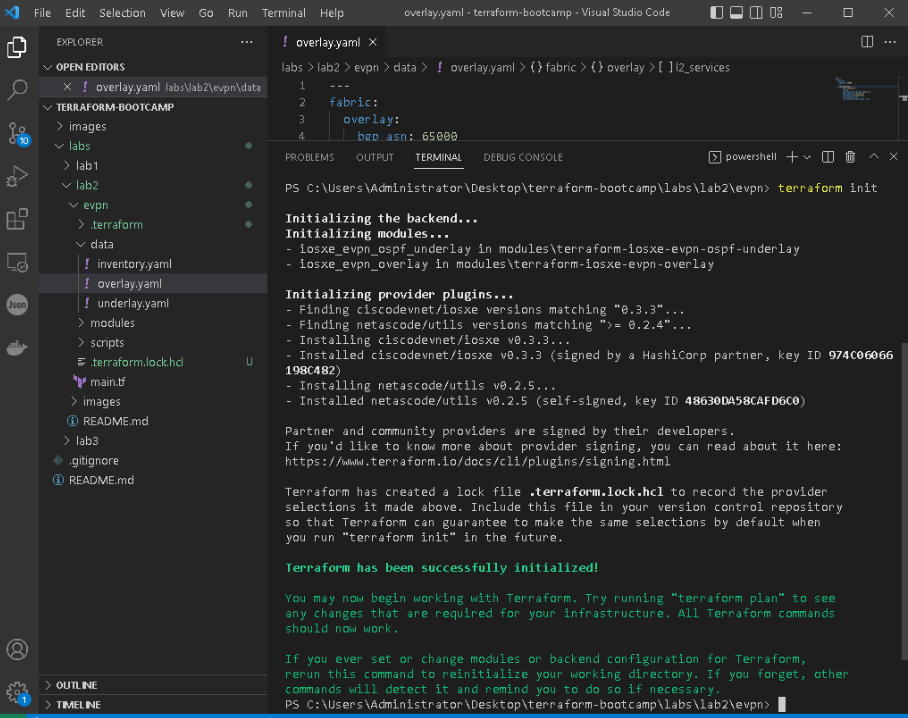 File Edit Selection View Go Run Terminal Help overlay.yaml - terraform-bootcamp - Visual Studio Code
EXPLORER
OPEN EDITORS
overlay.yaml labs\lab2\evpn\data
TERRAFORM-BOOTCAMP
images
labs
lab1
lab2
evpn
.terraform
data
inventory.yaml
overlay.yaml
underlay.yaml
modules
scripts
.terraform.lock.hcl U
main.tf
images
README.md
lab3
.gitignore
README.md
OUTLINE
TIMELINE
10
Json
1
overlay.yaml
labs > lab2 > evpn > data > ! overlay.yaml > {} fabric > {} overlay > [ ] l2_services
1 ---
2 fabric:
3 overlay:
4 bgp_asn: 65000
PROBLEMS OUTPUT TERMINAL DEBUG CONSOLE powershell
PS C:\Users\Administrator\Desktop\terraform-bootcamp\labs\lab2\evpn> terraform init
Initializing the backend...
Initializing modules...
- iosxe_evpn_ospf_underlay in modules\terraform-iosxe-evpn-ospf-underlay
- iosxe_evpn_overlay in modules\terraform-iosxe-evpn-overlay
Initializing provider plugins...
- Finding ciscodevnet/iosxe versions matching "0.3.3"...
- Finding netascode/utils versions matching ">= 0.2.4"...
- Installing ciscodevnet/iosxe v0.3.3...
- Installed ciscodevnet/iosxe v0.3.3 (signed by a HashiCorp partner, key ID 974C06066
198C482)
- Installing netascode/utils v0.2.5...
- Installed netascode/utils v0.2.5 (self-signed, key ID 48630DA58CAFD6C0)
Partner and community providers are signed by their developers.
If you'd like to know more about provider signing, you can read about it here:
https://www.terraform.io/docs/cli/plugins/signing.html
Terraform has created a lock file .terraform.lock.hcl to record the provider
selections it made above. Include this file in your version control repository
so that Terraform can guarantee to make the same selections by default when
you run "terraform init" in the future.
Terraform has been successfully initialized!
You may now begin working with Terraform. Try running "terraform plan" to see
any changes that are required for your infrastructure. All Terraform commands
should now work.
If you ever set or change modules or backend configuration for Terraform,
rerun this command to reinitialize your working directory. If you forget, other
commands will detect it and remind you to do so if necessary.
PS C:\Users\Administrator\Desktop\terraform-bootcamp\labs\lab2\evpn>